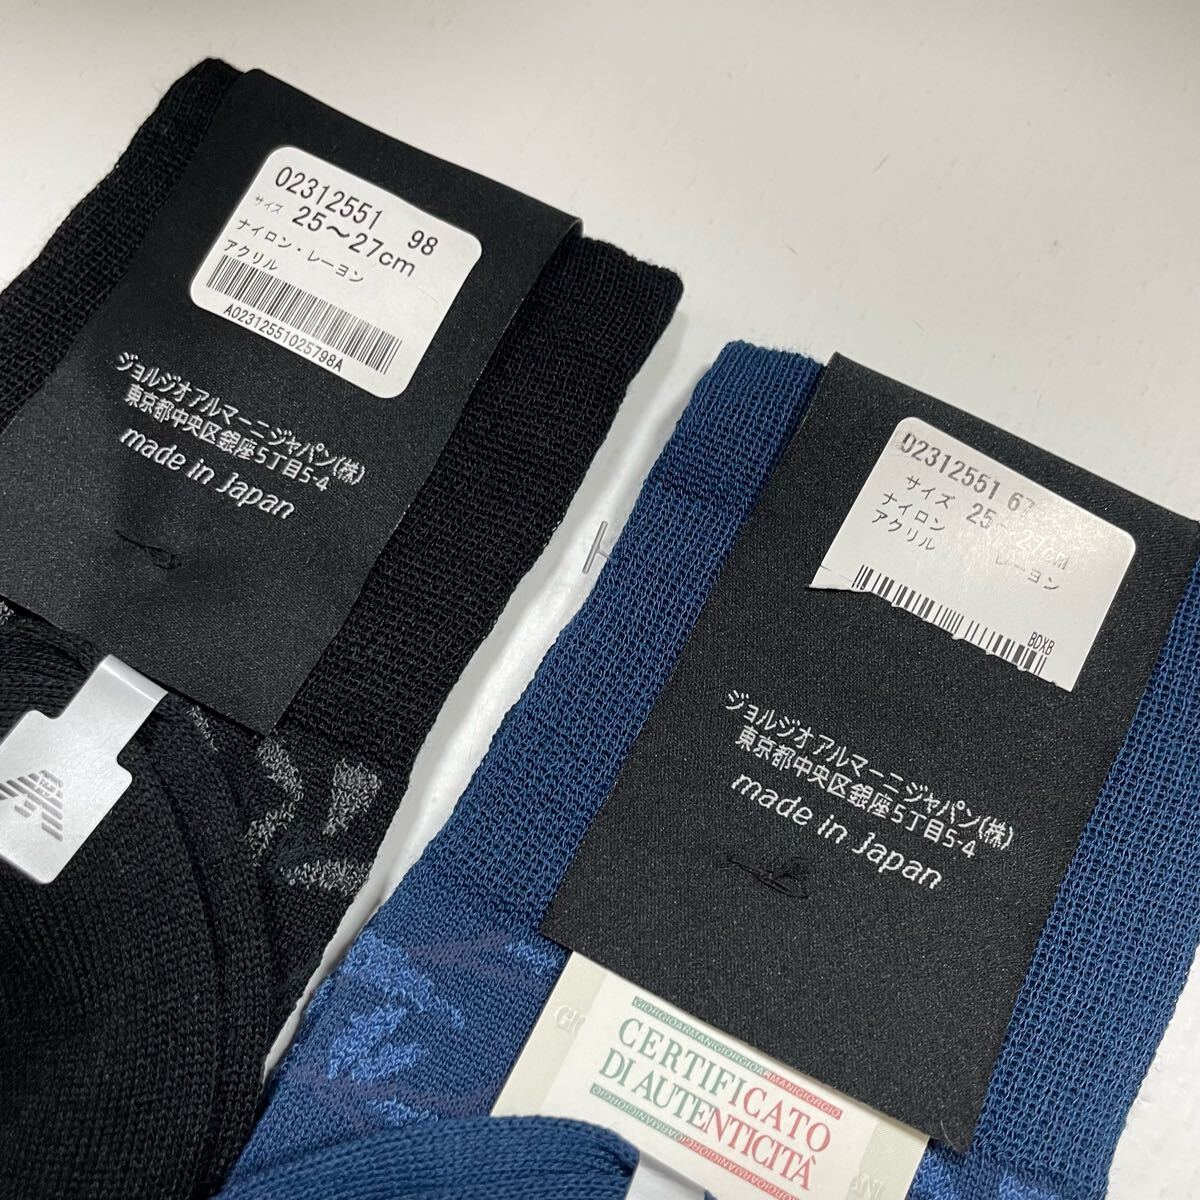 02312551 98
サイズ 25～27cm
ナイロン・レーヨン
アクリル
A02312551025798A
ジョルジオアルマーニジャパン(株)
東京都中央区銀座5丁目5-4
made in Japan
02312551 67
サイズ 25 27cm
ナイロン レーヨン
アクリル
BDXB
ジョルジオアルマーニジャパン(株)
東京都中央区銀座5丁目5-4
made in Japan
GIORGIOARMANIGIORGIOARMANIGIORGIO
CERTIFICATO
DI AUTENTICITÀ